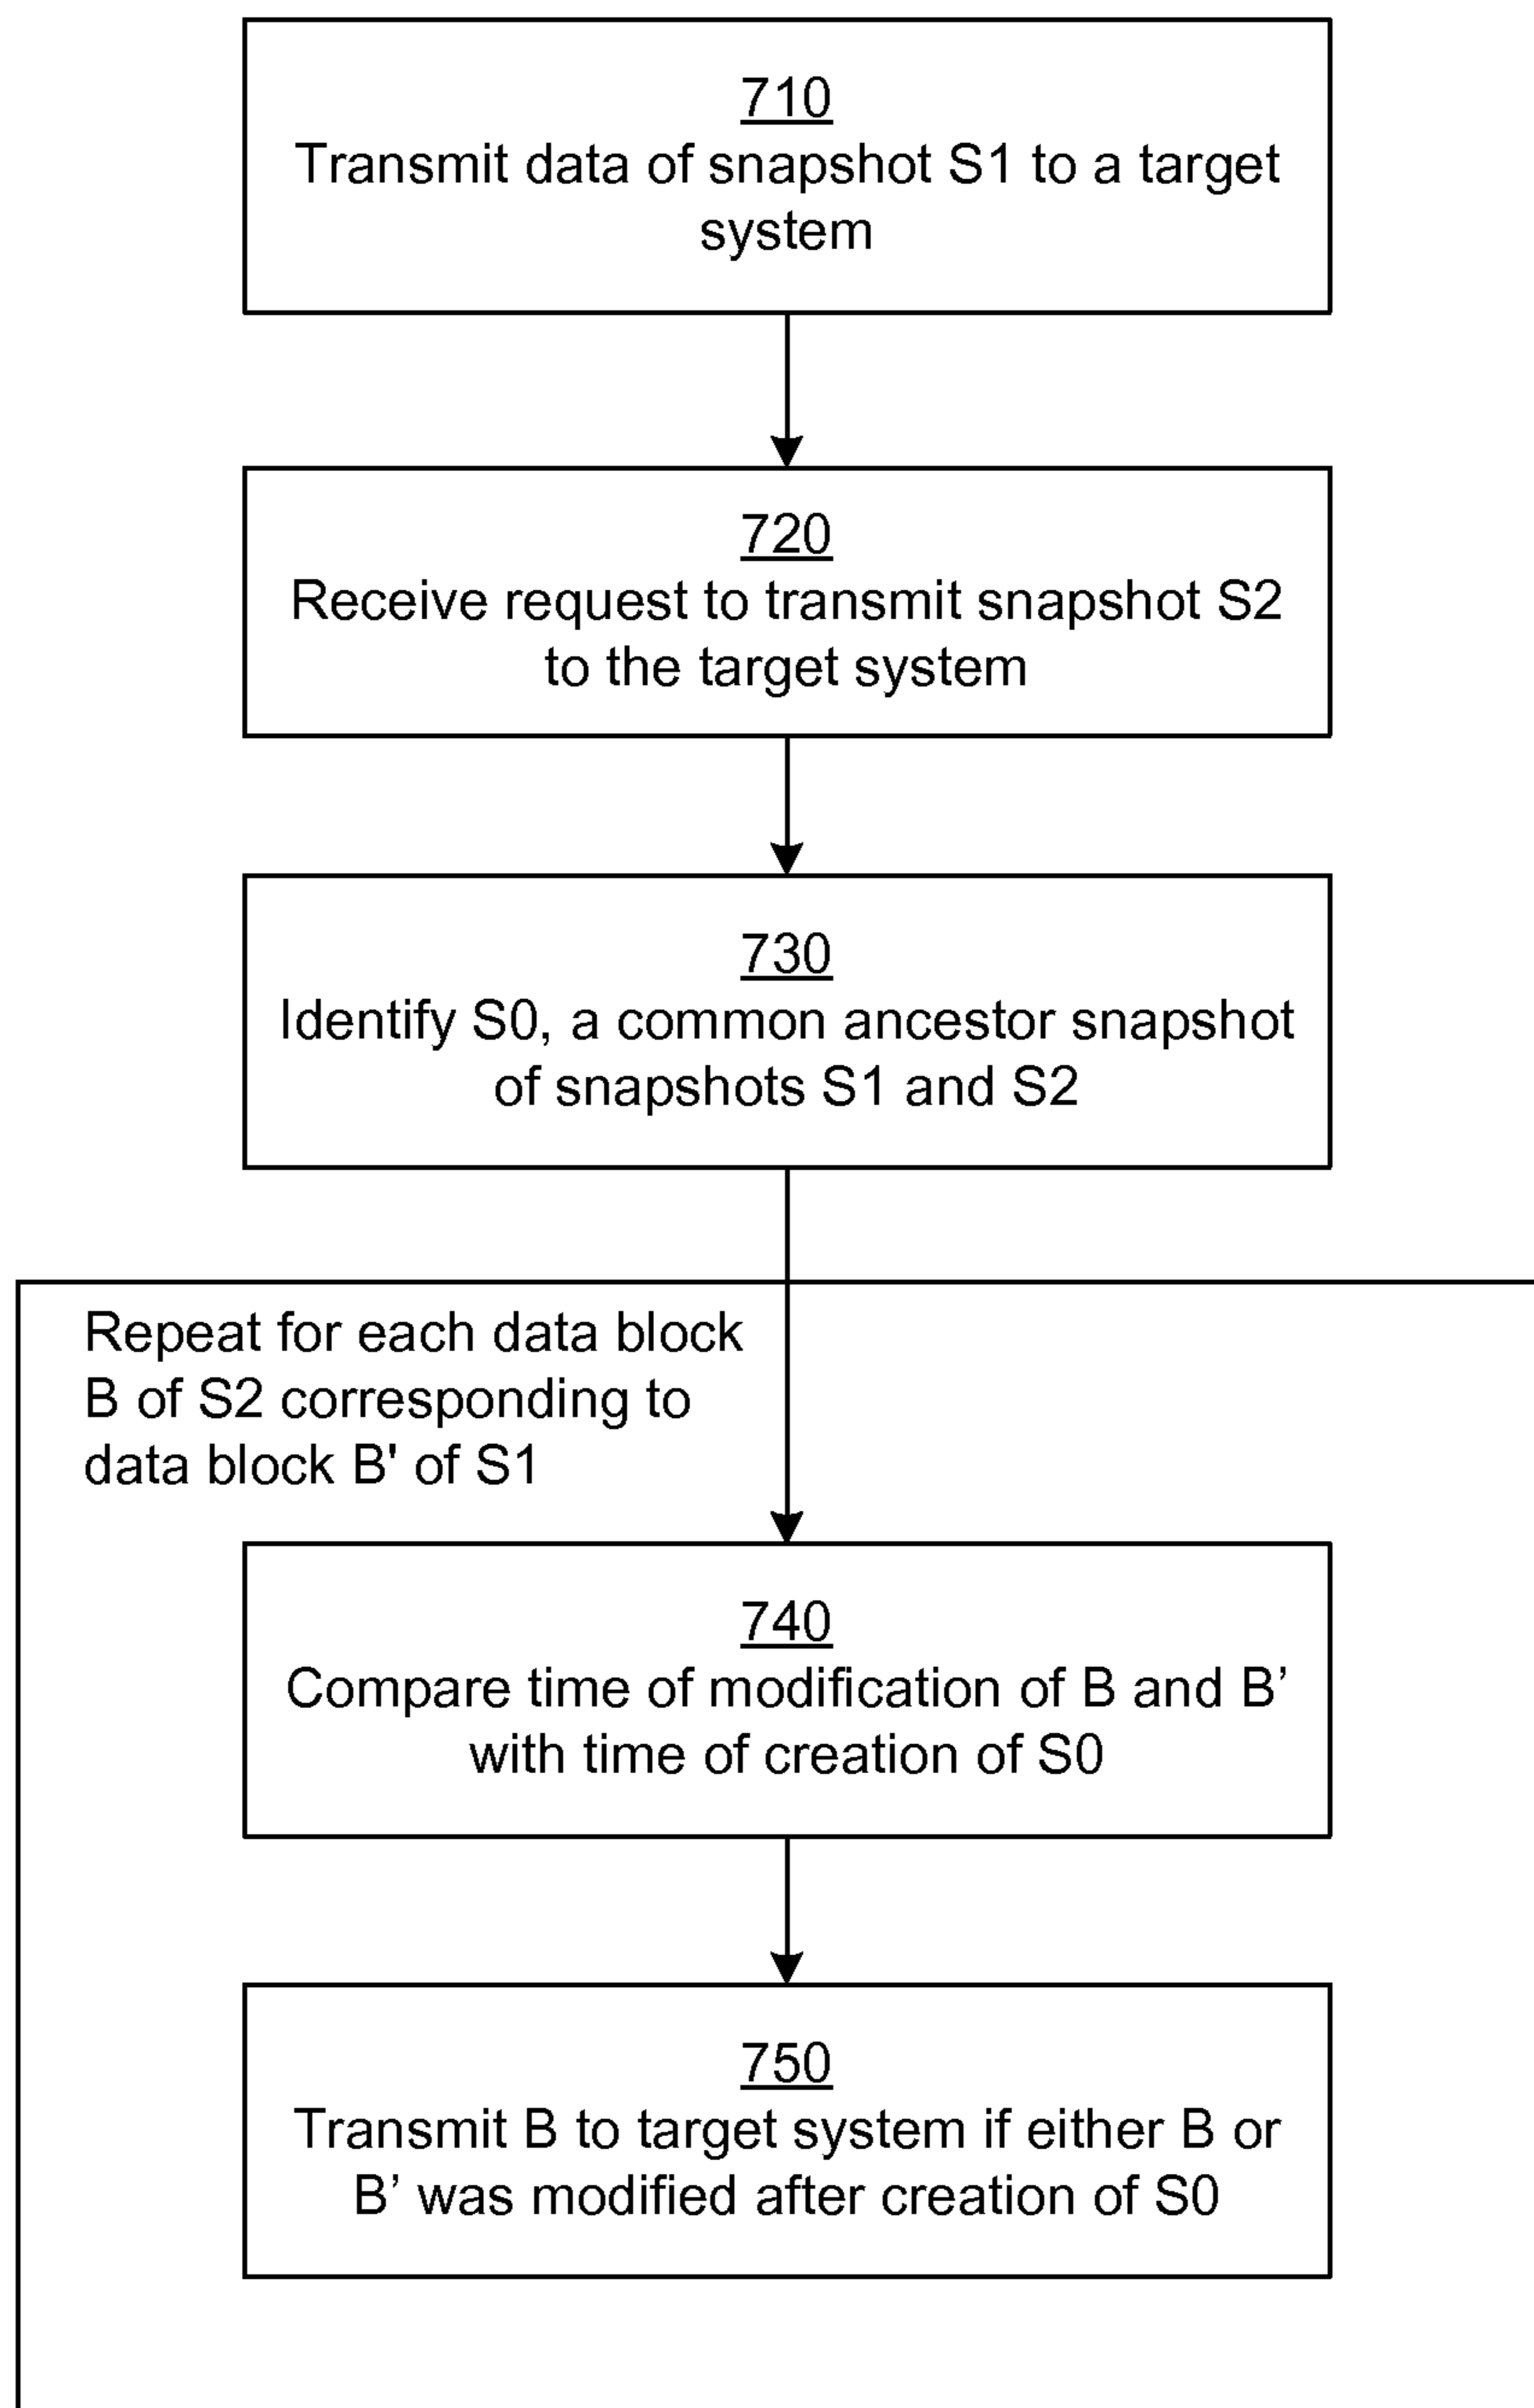 710
Transmit data of snapshot S1 to a target
system
720
Receive request to transmit snapshot S2
to the target system
730
Identify S0, a common ancestor snapshot
of snapshots S1 and S2
Repeat for each data block
B of S2 corresponding to
data block B' of S1
740
Compare time of modification of B and B’
with time of creation of S0
750
Transmit B to target system if either B or
B’ was modified after creation of S0